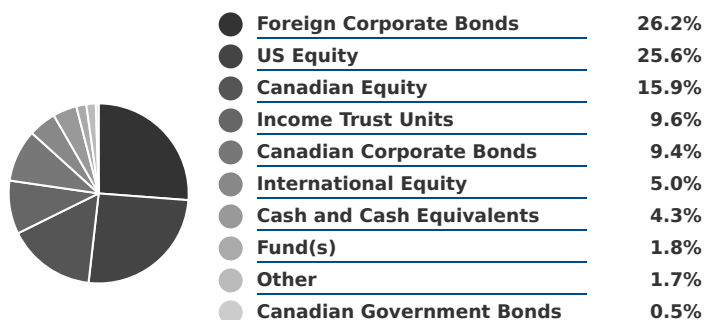 Foreign Corporate Bonds 26.2%
US Equity 25.6%
Canadian Equity 15.9%
Income Trust Units 9.6%
Canadian Corporate Bonds 9.4%
International Equity 5.0%
Cash and Cash Equivalents 4.3%
Fund(s) 1.8%
Other 1.7%
Canadian Government Bonds 0.5%